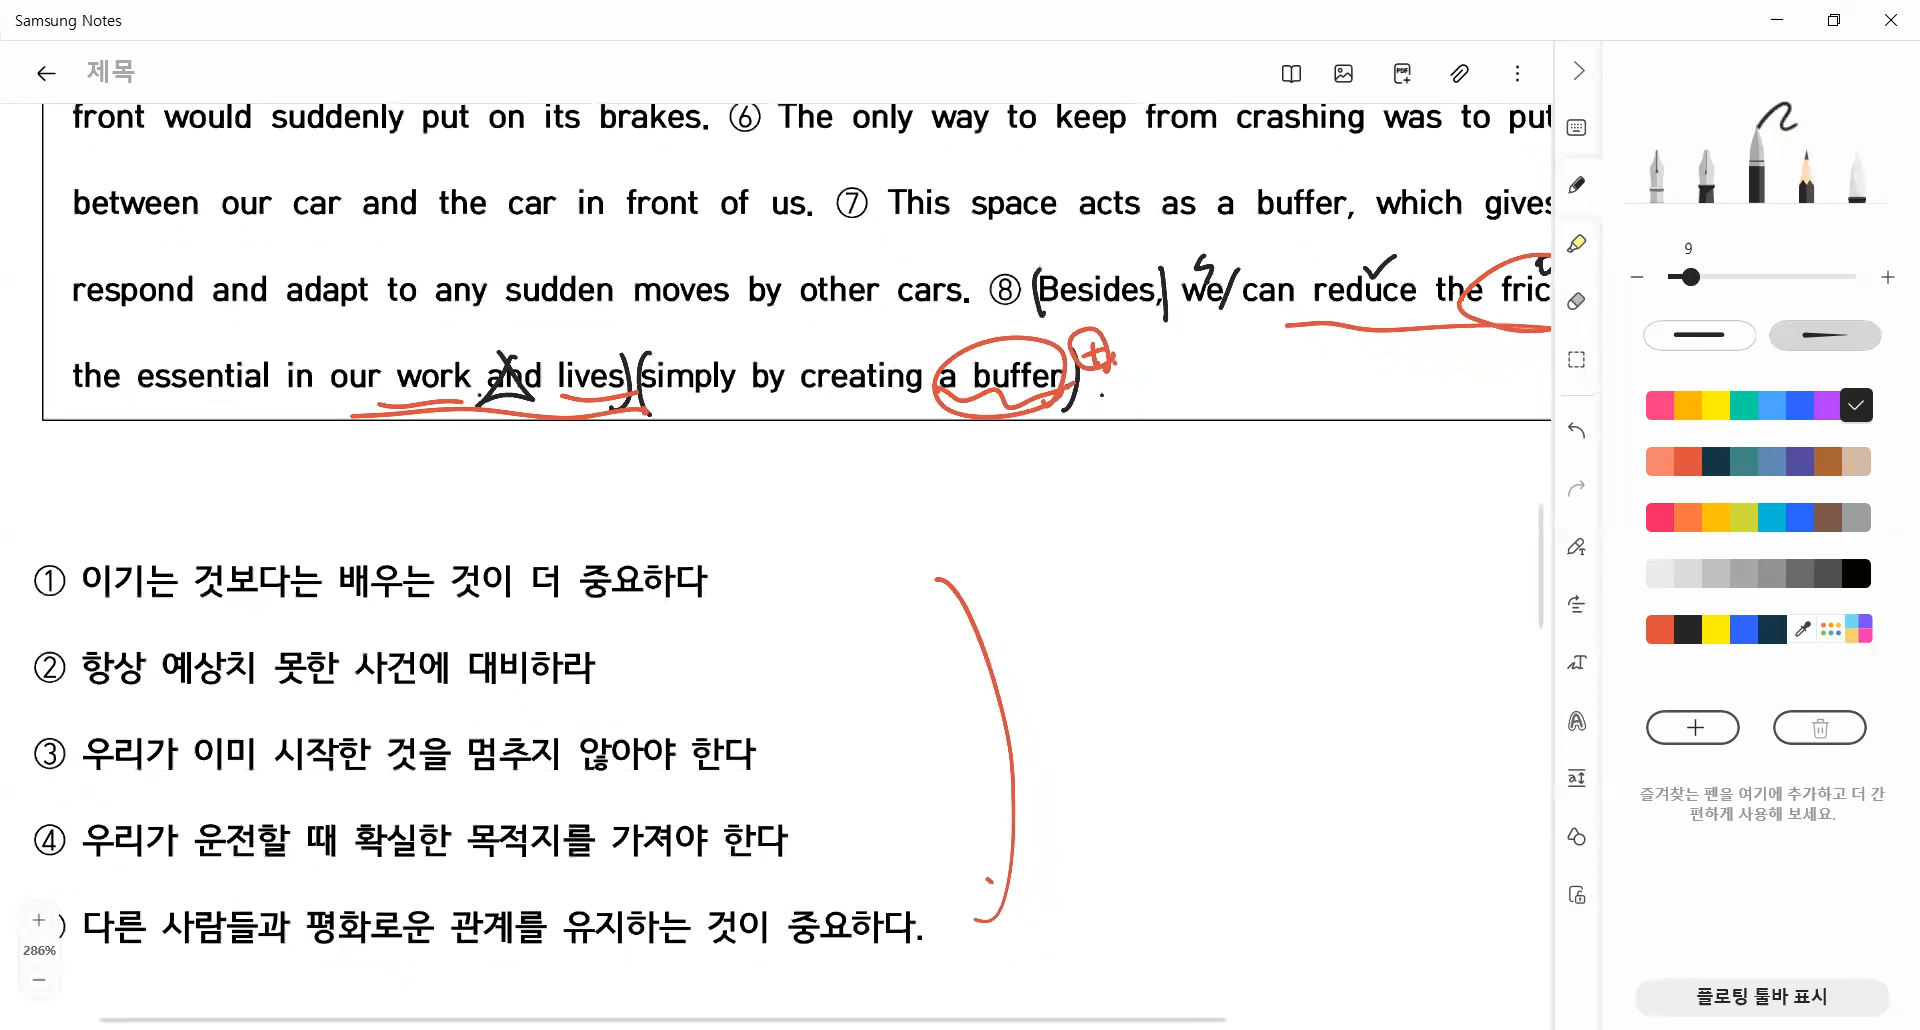 Samsung Notes
제목
front would suddenly put on its brakes. ⑥ The only way to keep from crashing was to put
between our car and the car in front of us. ⑦ This space acts as a buffer, which gives
respond and adapt to any sudden moves by other cars. ⑧ Besides, we can reduce the fric
the essential in our work and lives simply by creating a buffer.
① 이기는 것보다는 배우는 것이 더 중요하다
② 항상 예상치 못한 사건에 대비하라
③ 우리가 이미 시작한 것을 멈추지 않아야 한다
④ 우리가 운전할 때 확실한 목적지를 가져야 한다
다른 사람들과 평화로운 관계를 유지하는 것이 중요하다.
286%
9
즐겨찾는 펜을 여기에 추가하고 더 간
편하게 사용해 보세요.
플로팅 툴바 표시